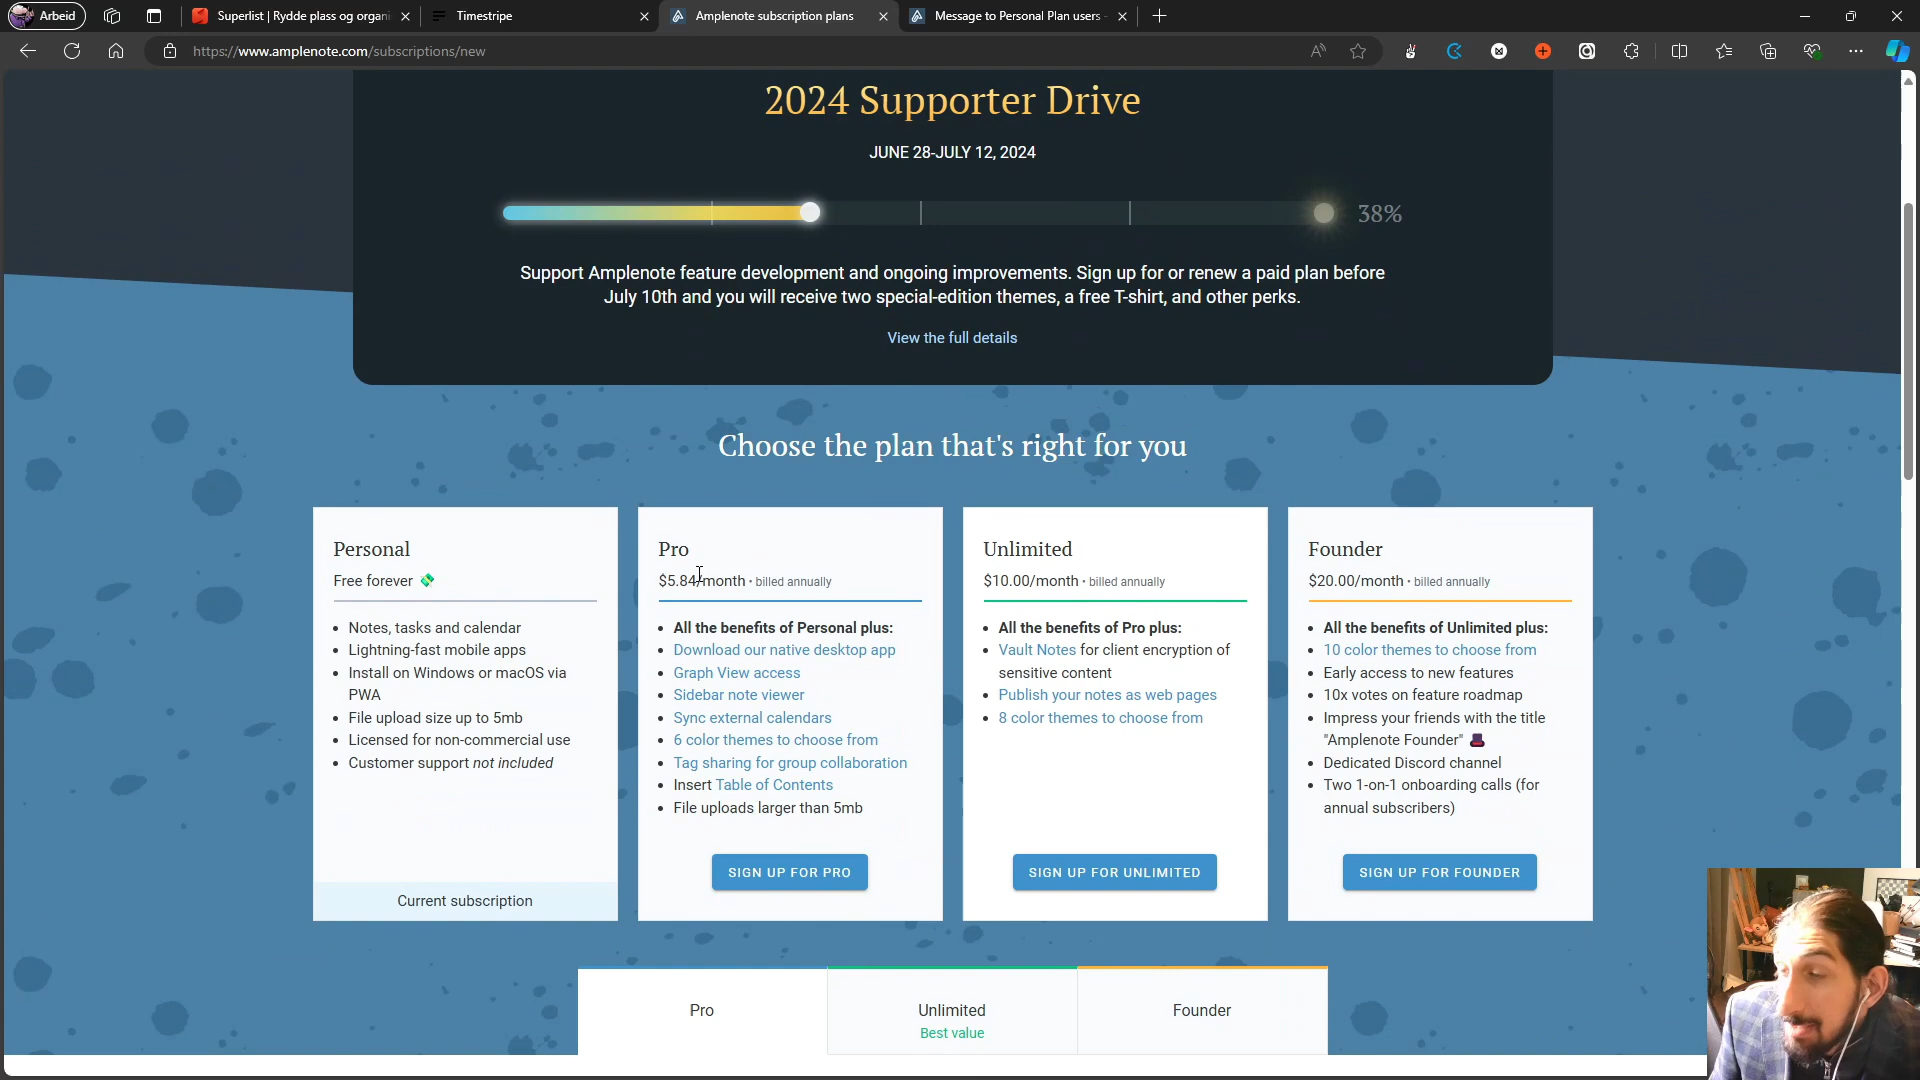 Arbeid
Superlist | Rydde plass og organi
Timestripe
Amplenote subscription plans
Message to Personal Plan users
https://www.amplenote.com/subscriptions/new
2024 Supporter Drive
JUNE 28-JULY 12, 2024
38%
Support Amplenote feature development and ongoing improvements. Sign up for or renew a paid plan before
July 10th and you will receive two special-edition themes, a free T-shirt, and other perks.
View the full details
Choose the plan that's right for you
Personal
Free forever 💸
• Notes, tasks and calendar
• Lightning-fast mobile apps
• Install on Windows or macOS via
PWA
• File upload size up to 5mb
• Licensed for non-commercial use
• Customer support not included
Current subscription
Pro
$5.84/month • billed annually
• All the benefits of Personal plus:
• Download our native desktop app
• Graph View access
• Sidebar note viewer
• Sync external calendars
• 6 color themes to choose from
• Tag sharing for group collaboration
• Insert Table of Contents
• File uploads larger than 5mb
SIGN UP FOR PRO
Unlimited
$10.00/month • billed annually
• All the benefits of Pro plus:
• Vault Notes for client encryption of
sensitive content
• Publish your notes as web pages
• 8 color themes to choose from
SIGN UP FOR UNLIMITED
Founder
$20.00/month • billed annually
• All the benefits of Unlimited plus:
• 10 color themes to choose from
• Early access to new features
• 10x votes on feature roadmap
• Impress your friends with the title
"Amplenote Founder" 🎩
• Dedicated Discord channel
• Two 1-on-1 onboarding calls (for
annual subscribers)
SIGN UP FOR FOUNDER
Pro
Unlimited
Best value
Founder